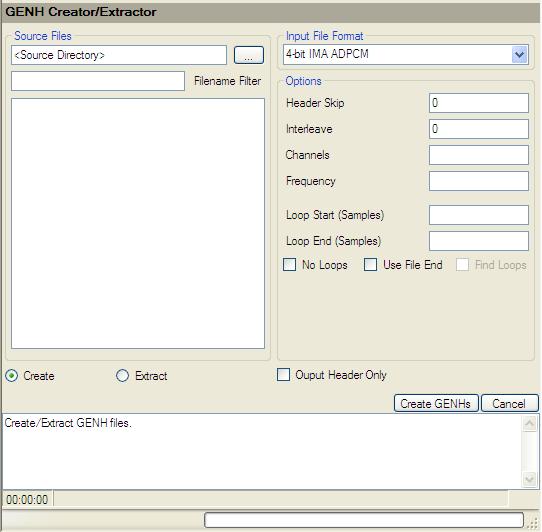 GENH Creator/Extractor
Source Files
<Source Directory>
...
Filename Filter
Input File Format
4-bit IMA ADPCM
Options
Header Skip 0
Interleave 0
Channels
Frequency
Loop Start (Samples)
Loop End (Samples)
No Loops Use File End Find Loops
Create Extract
Ouput Header Only
Create GENHs Cancel
Create/Extract GENH files.
00:00:00